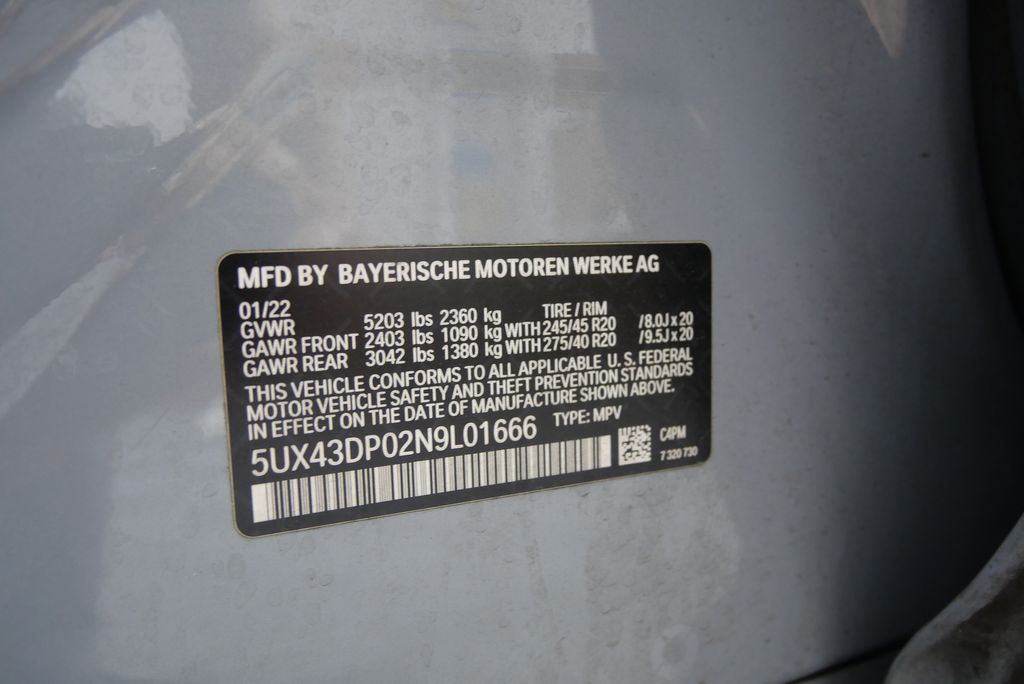 MFD BY BAYERISCHE MOTOREN WERKE AG
01/22
GVWR 5203 lbs 2360 kg TIRE / RIM
GAWR FRONT 2403 lbs 1090 kg WITH 245/45 R20 /8.0J x 20
GAWR REAR 3042 lbs 1380 kg WITH 275/40 R20 /9.5J x 20
THIS VEHICLE CONFORMS TO ALL APPLICABLE U. S. FEDERAL
MOTOR VEHICLE SAFETY AND THEFT PREVENTION STANDARDS
IN EFFECT ON THE DATE OF MANUFACTURE SHOWN ABOVE.
5UX43DP02N9L01666 TYPE: MPV
C4PM
7 320 730